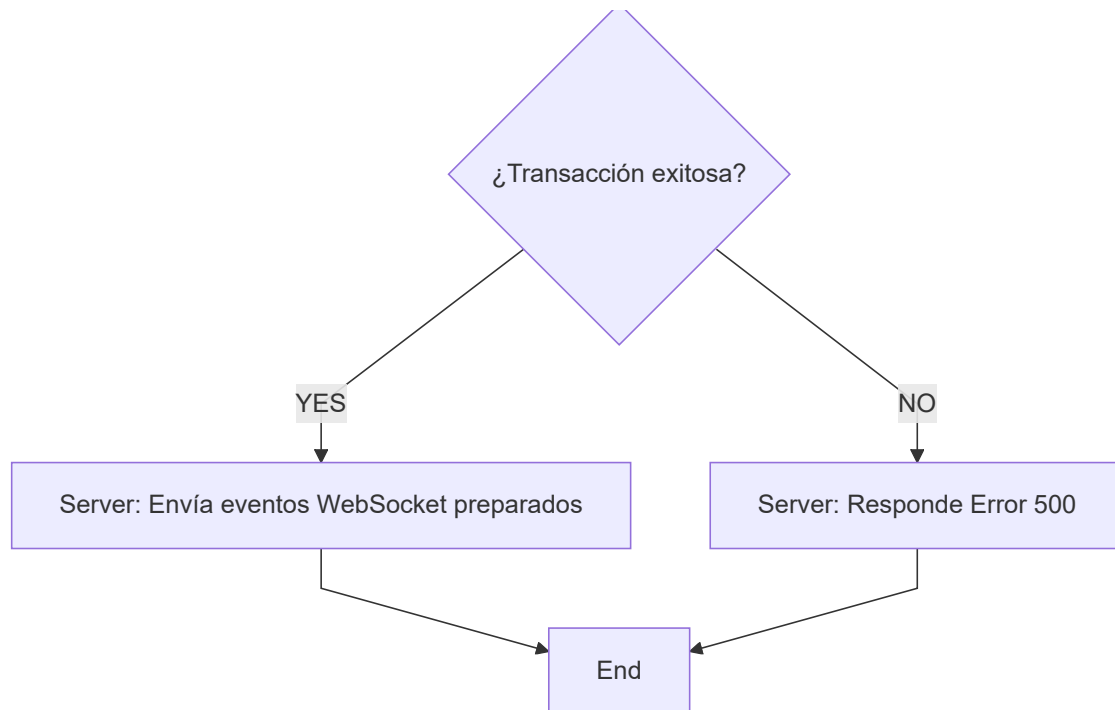 ¿Transacción exitosa?
YES
NO
Server: Envía eventos WebSocket preparados
Server: Responde Error 500
End